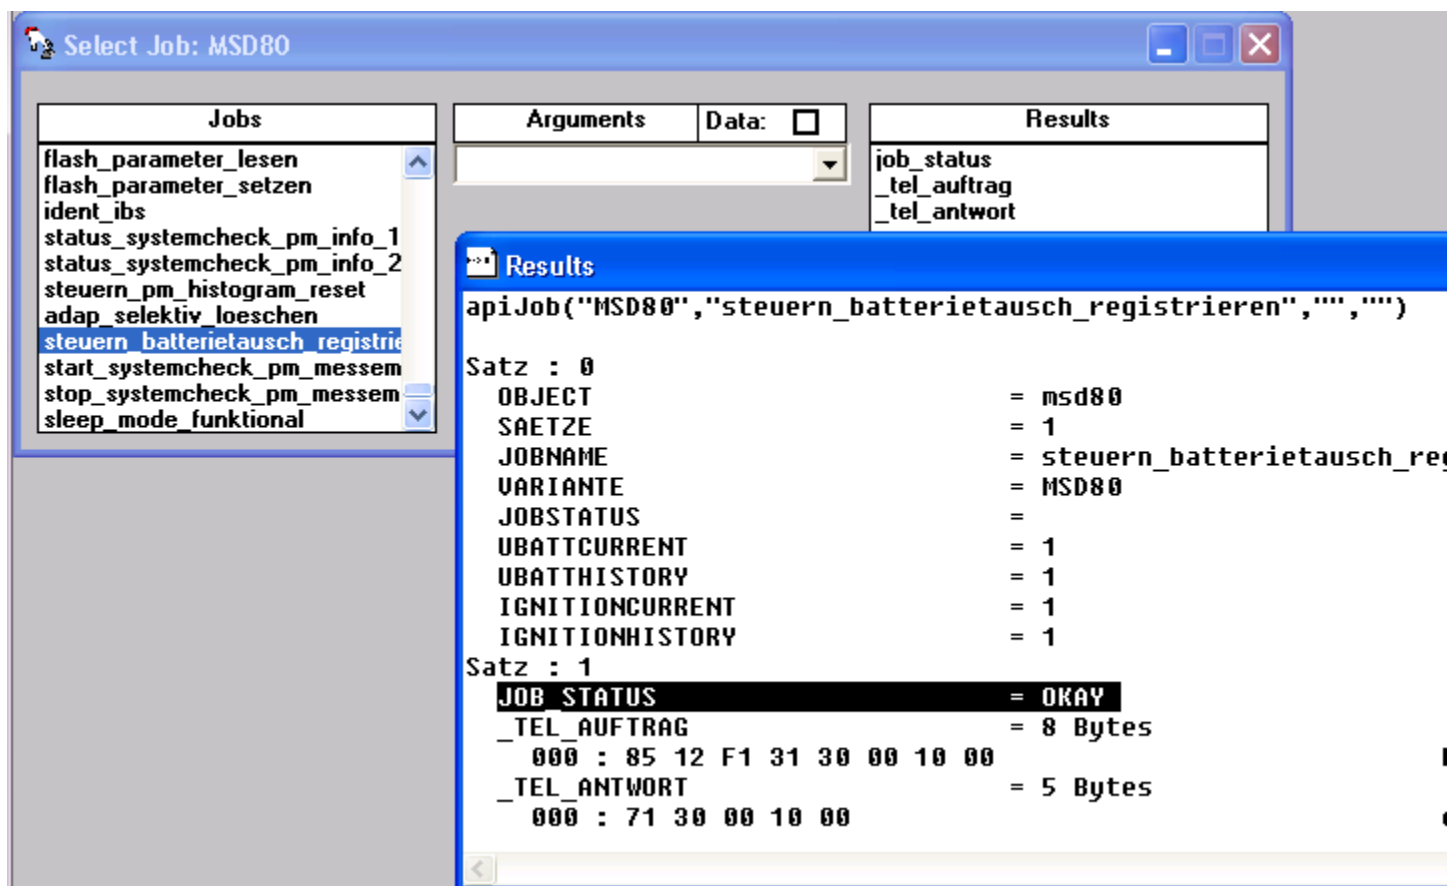 Select Job: MSD80
Jobs
flash_parameter_lesen
flash_parameter_setzen
ident_ibs
status_systemcheck_pm_info_1
status_systemcheck_pm_info_2
steuern_pm_histogram_reset
adap_selektiv_loeschen
steuern_batterietausch_registrie
start_systemcheck_pm_messem
stop_systemcheck_pm_messem
sleep_mode_funktional
Arguments Data:
Results
job_status
_tel_auftrag
_tel_antwort
Results
apiJob("MSD80","steuern_batterietausch_registrieren","","")
Satz : 0
OBJECT = msd80
SAETZE = 1
JOBNAME = steuern_batterietausch_reg
VARIANTE = MSD80
JOBSTATUS =
UBATTCURRENT = 1
UBATTHISTORY = 1
IGNITIONCURRENT = 1
IGNITIONHISTORY = 1
Satz : 1
JOB_STATUS = OKAY
_TEL_AUFTRAG = 8 Bytes
000 : 85 12 F1 31 30 00 10 00
_TEL_ANTWORT = 5 Bytes
000 : 71 30 00 10 00